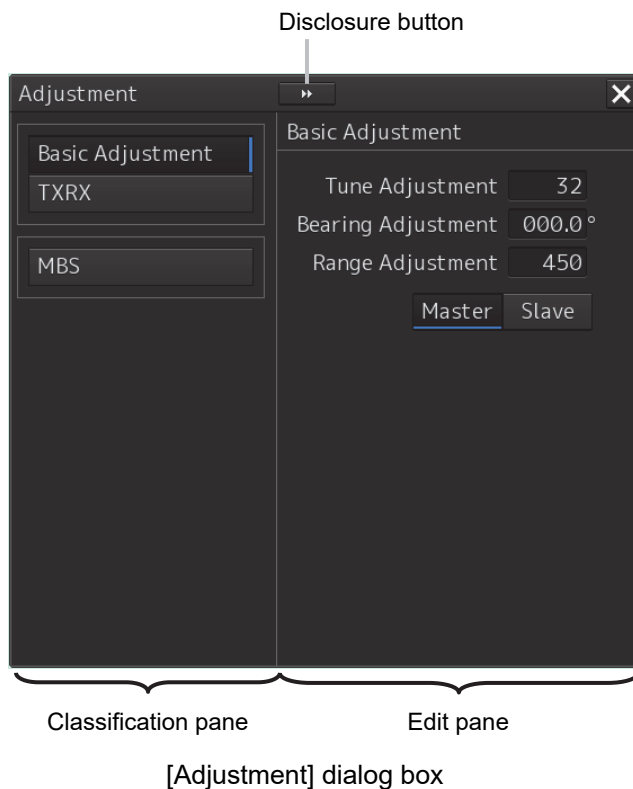 Disclosure button
Adjustment
Basic Adjustment
TXRX
MBS
Basic Adjustment
Tune Adjustment 32
Bearing Adjustment 000.0°
Range Adjustment 450
Master Slave
Classification pane Edit pane
[Adjustment] dialog box